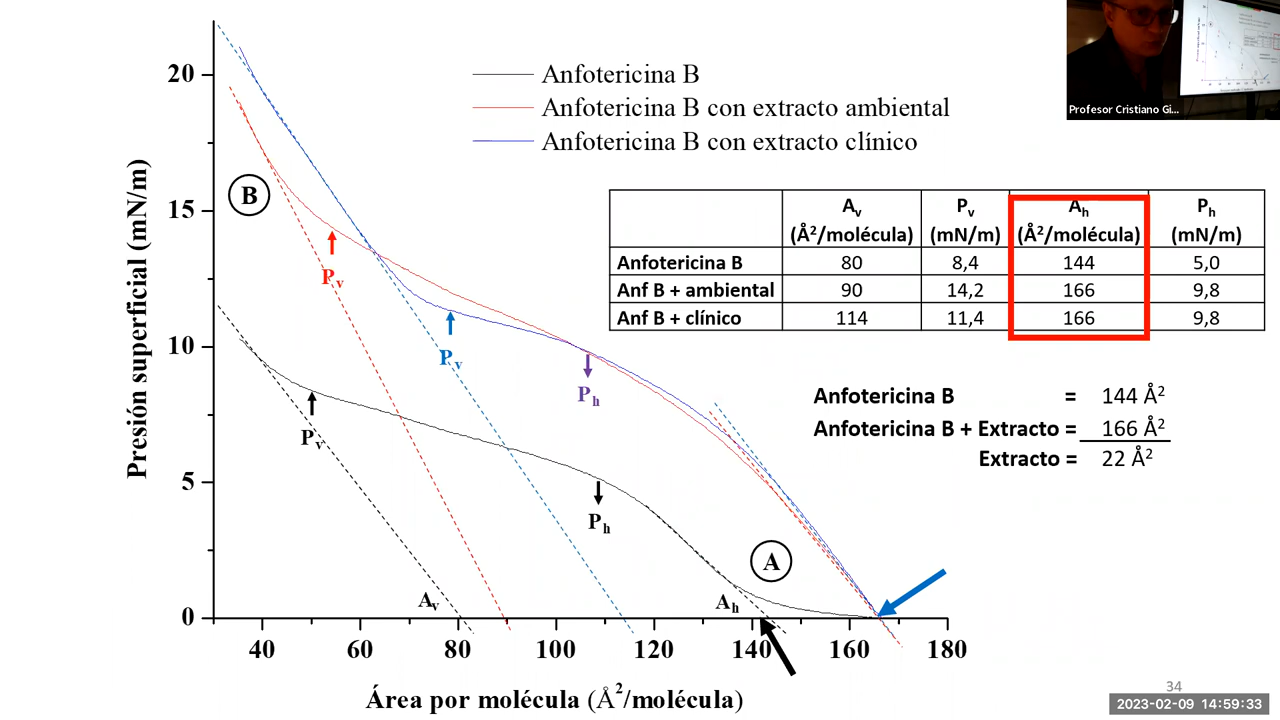 Profesor Cristiano Gi...
Anfotericina B
Anfotericina B con extracto ambiental
Anfotericina B con extracto clínico
Presión superficial (mN/m)
20
15
10
5
0
B
Pv
Pv
Pv
Ph
Ph
A
Av
Ah
40 60 80 100 120 140 160 180
Área por molécula (Å²/molécula)
Av (Å²/molécula) Pv (mN/m) Ah (Å²/molécula) Ph (mN/m)
Anfotericina B 80 8,4 144 5,0
Anf B + ambiental 90 14,2 166 9,8
Anf B + clínico 114 11,4 166 9,8
Anfotericina B = 144 Å²
Anfotericina B + Extracto = 166 Å²
Extracto = 22 Å²
34
2023-02-09 14:59:33